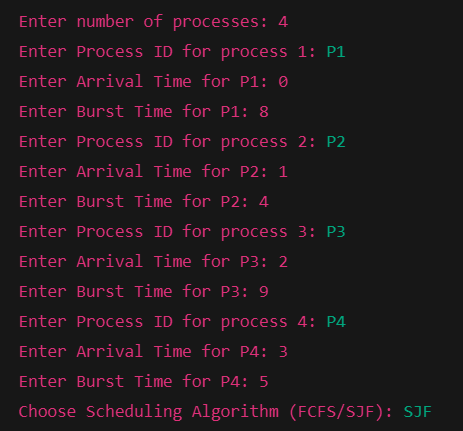 Enter number of processes: 4
Enter Process ID for process 1: P1
Enter Arrival Time for P1: 0
Enter Burst Time for P1: 8
Enter Process ID for process 2: P2
Enter Arrival Time for P2: 1
Enter Burst Time for P2: 4
Enter Process ID for process 3: P3
Enter Arrival Time for P3: 2
Enter Burst Time for P3: 9
Enter Process ID for process 4: P4
Enter Arrival Time for P4: 3
Enter Burst Time for P4: 5
Choose Scheduling Algorithm (FCFS/SJF): SJF